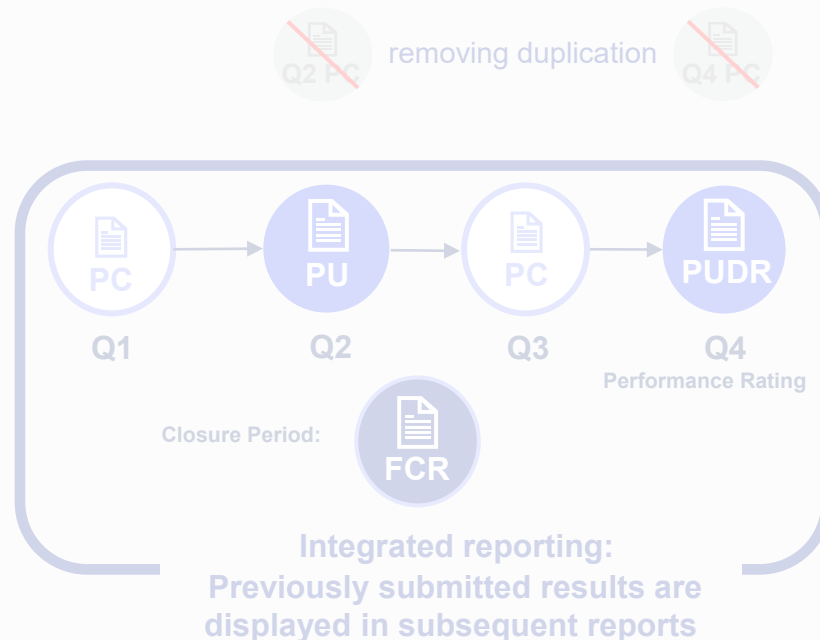 Q2 PC
removing duplication
Q4 PC
PC
PU
PC
PUDR
Q1
Q2
Q3
Q4
Performance Rating
Closure Period:
FCR
Integrated reporting:
Previously submitted results are
displayed in subsequent reports